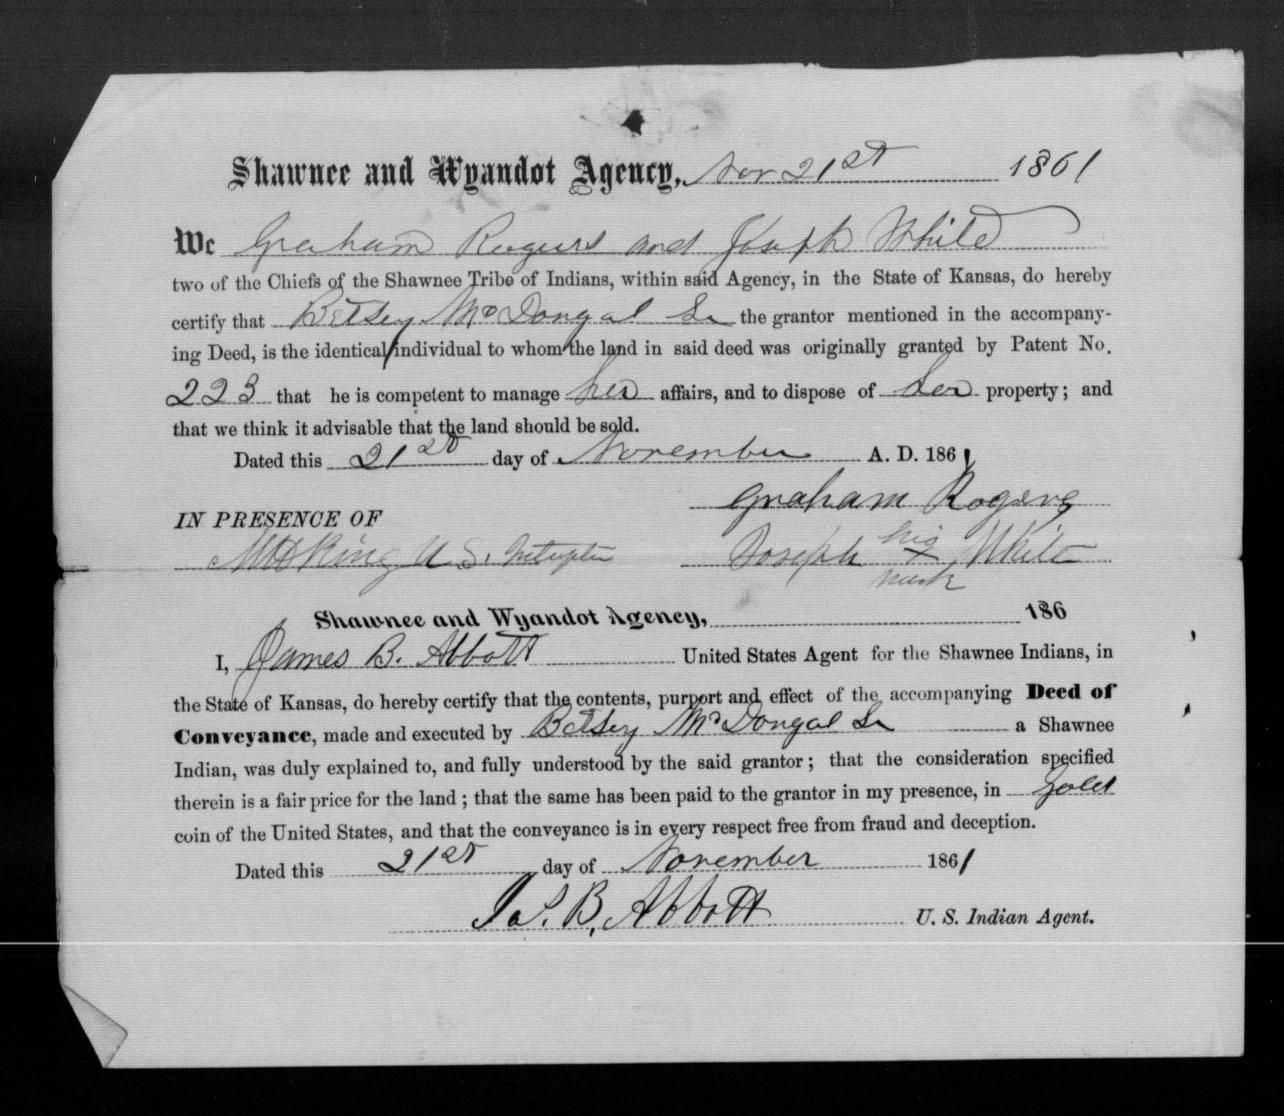 Shawnee and Wyandot Agency, Nov 21st 1861
We Graham Rogers and Joseph White
two of the Chiefs of the Shawnee Tribe of Indians, within said Agency, in the State of Kansas, do hereby
certify that Betsey McDougal Sr the grantor mentioned in the accompany-
ing Deed, is the identical individual to whom the land in said deed was originally granted by Patent No.
223 that he is competent to manage her affairs, and to dispose of her property; and
that we think it advisable that the land should be sold.
Dated this 21st day of November A. D. 1861
Graham Rogers
IN PRESENCE OF
King U. S. Interpter
Joseph his x mark White
Shawnee and Wyandot Agency, 186
I, James B. Abbott United States Agent for the Shawnee Indians, in
the State of Kansas, do hereby certify that the contents, purport and effect of the accompanying Deed of
Conveyance, made and executed by Betsey McDougal Sr a Shawnee
Indian, was duly explained to, and fully understood by the said grantor; that the consideration specified
therein is a fair price for the land; that the same has been paid to the grantor in my presence, in Gold
coin of the United States, and that the conveyance is in every respect free from fraud and deception.
Dated this 21st day of November 1861
Jas. B. Abbott U. S. Indian Agent.